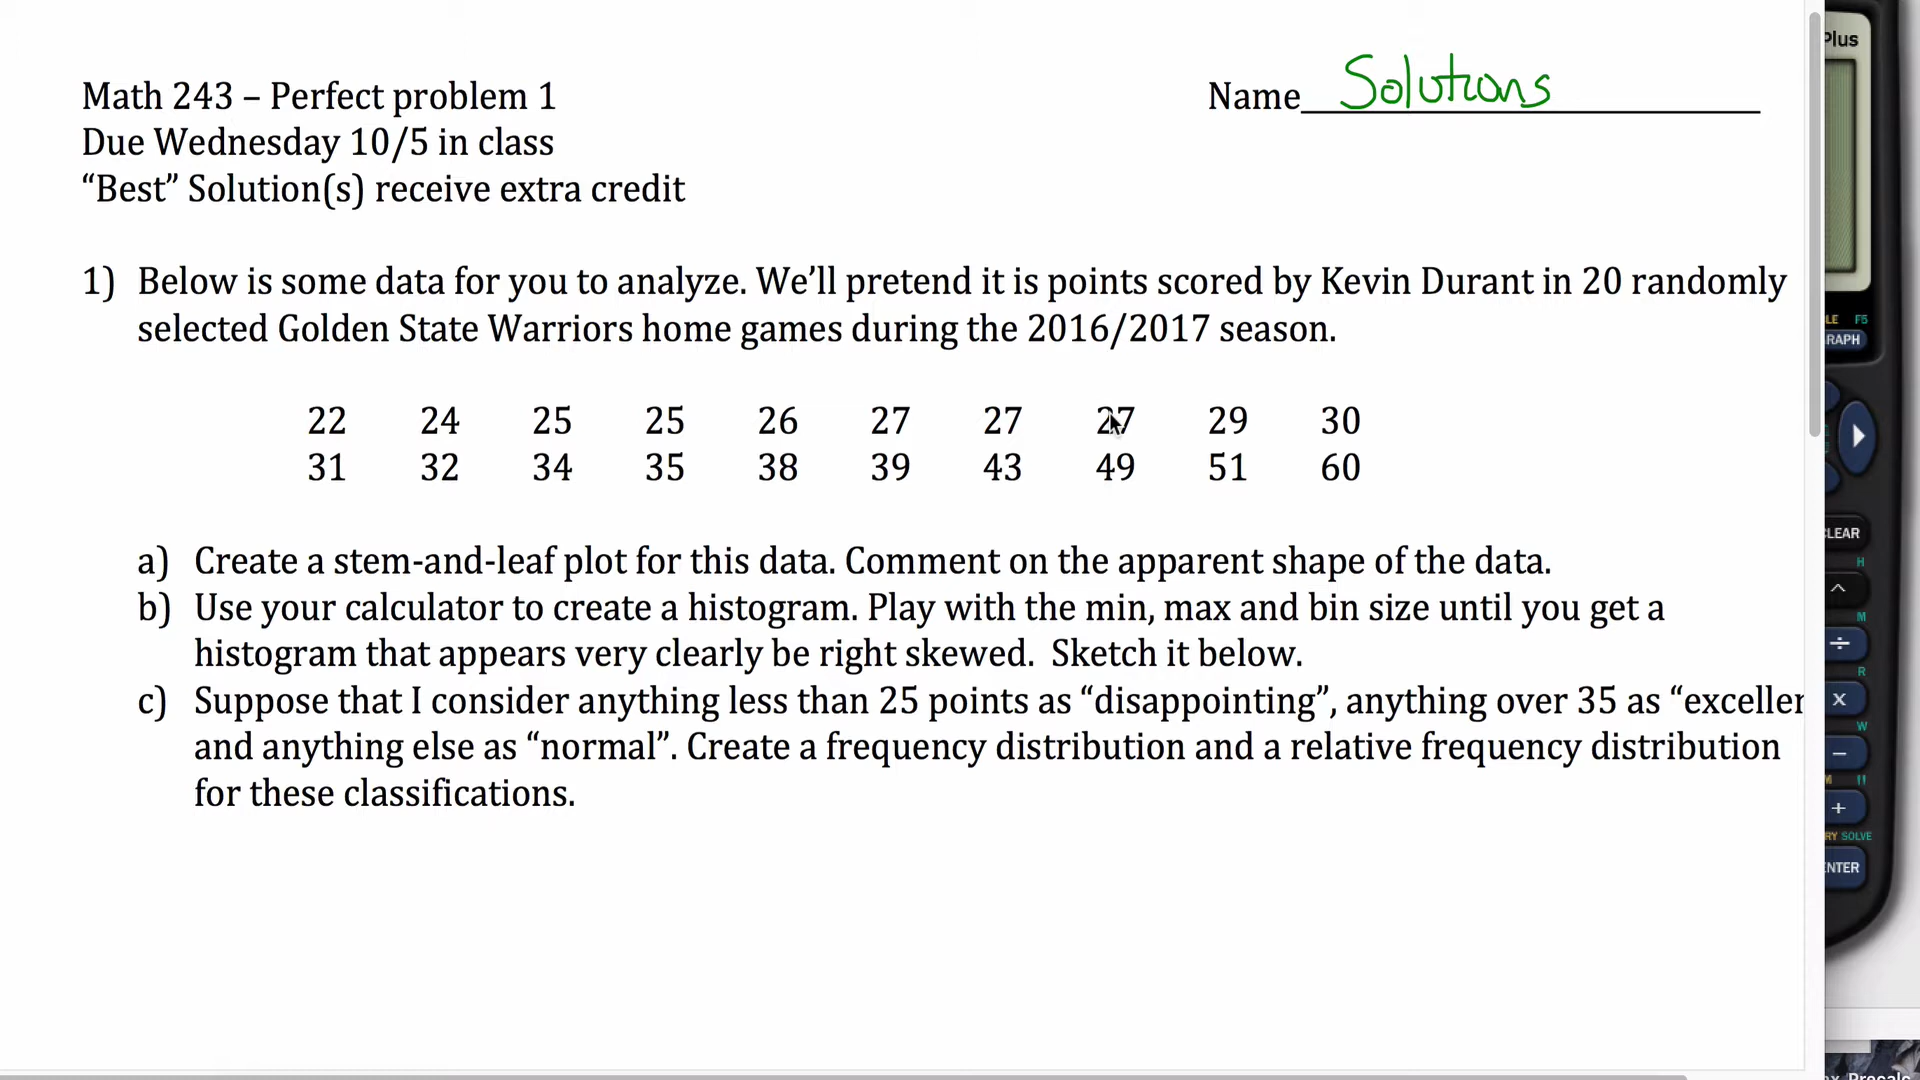 Math 243 – Perfect problem 1
Name Solutions
Due Wednesday 10/5 in class
“Best” Solution(s) receive extra credit
1) Below is some data for you to analyze. We’ll pretend it is points scored by Kevin Durant in 20 randomly
selected Golden State Warriors home games during the 2016/2017 season.
22 24 25 25 26 27 27 27 29 30
31 32 34 35 38 39 43 49 51 60
a) Create a stem-and-leaf plot for this data. Comment on the apparent shape of the data.
b) Use your calculator to create a histogram. Play with the min, max and bin size until you get a
histogram that appears very clearly be right skewed. Sketch it below.
c) Suppose that I consider anything less than 25 points as “disappointing”, anything over 35 as “excellen
and anything else as “normal”. Create a frequency distribution and a relative frequency distribution
for these classifications.
Plus
LE F5
RAPH
CLEAR
H
^
M
÷
R
X
W
−
M "
+
RY SOLVE
ENTER